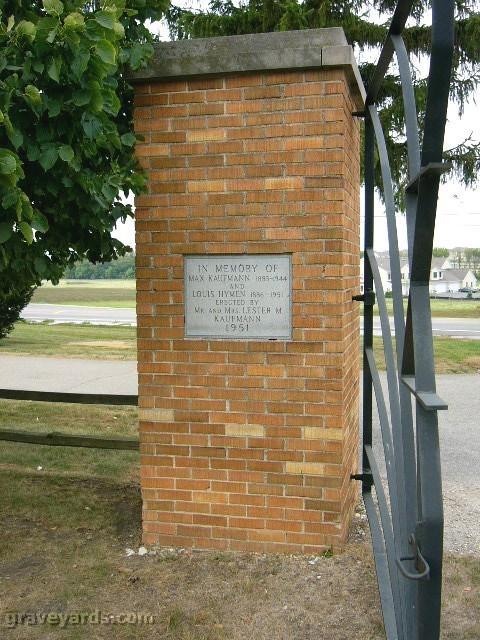 IN MEMORY OF
MAX KAUFMANN 1893-1944
AND
LOUIS HYMEN 1886-1951
ERECTED BY
MR. AND MRS. LESTER M.
KAUFMANN
1951
graveyards.com